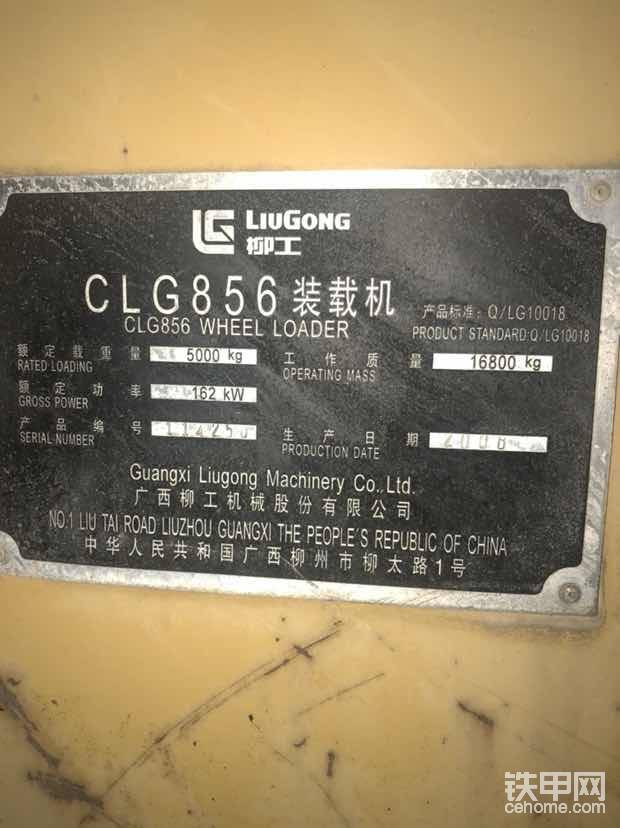 LG LIUGONG
柳工
CLG856 装载机
CLG856 WHEEL LOADER
产品标准: Q/LG10018
PRODUCT STANDARD:Q/LG10018
额定载重量 5000 kg
RATED LOADING
工作质量 16800 kg
OPERATING MASS
额定功率 162 kW
GROSS POWER
产品编号
SERIAL NUMBER
生产日期 2008
PRODUCTION DATE
Guangxi Liugong Machinery Co.,Ltd.
广西柳工机械股份有限公司
NO.1 LIU TAI ROAD LIUZHOU GUANGXI THE PEOPLE'S REPUBLIC OF CHINA
中华人民共和国广西柳州市柳太路1号
铁甲网
cehome.com